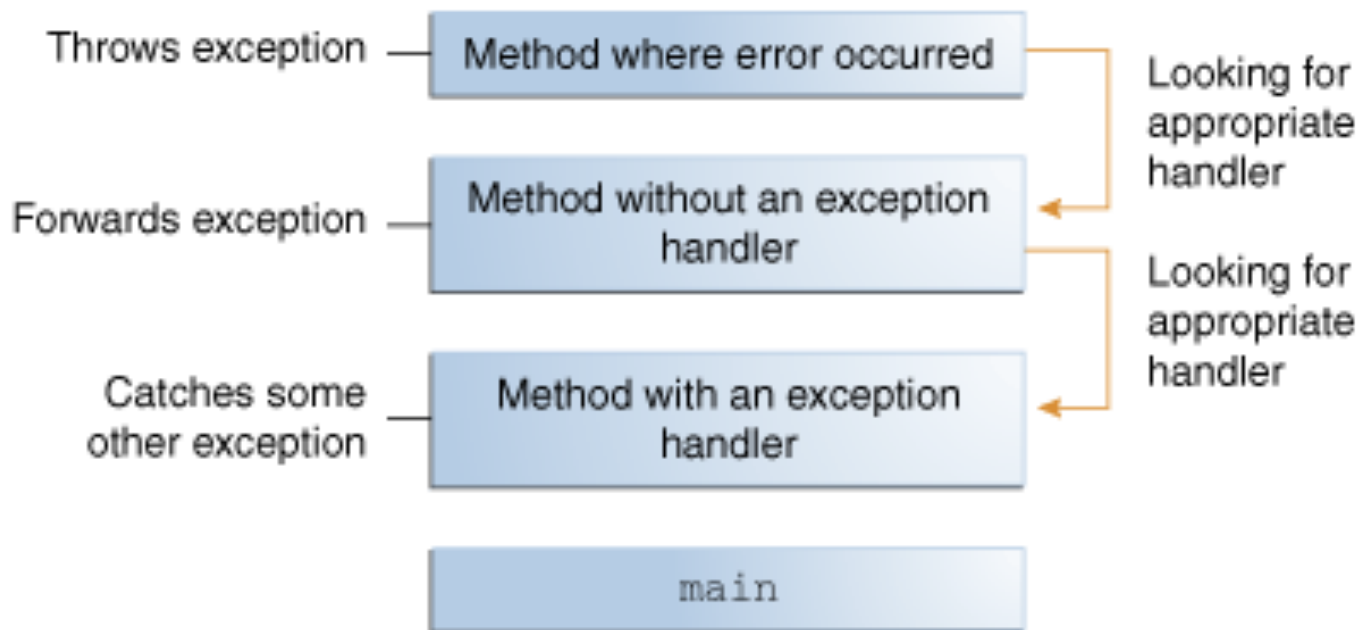 Throws exception
Method where error occurred
Looking for
appropriate
handler
Forwards exception
Method without an exception
handler
Looking for
appropriate
handler
Catches some
other exception
Method with an exception
handler
main